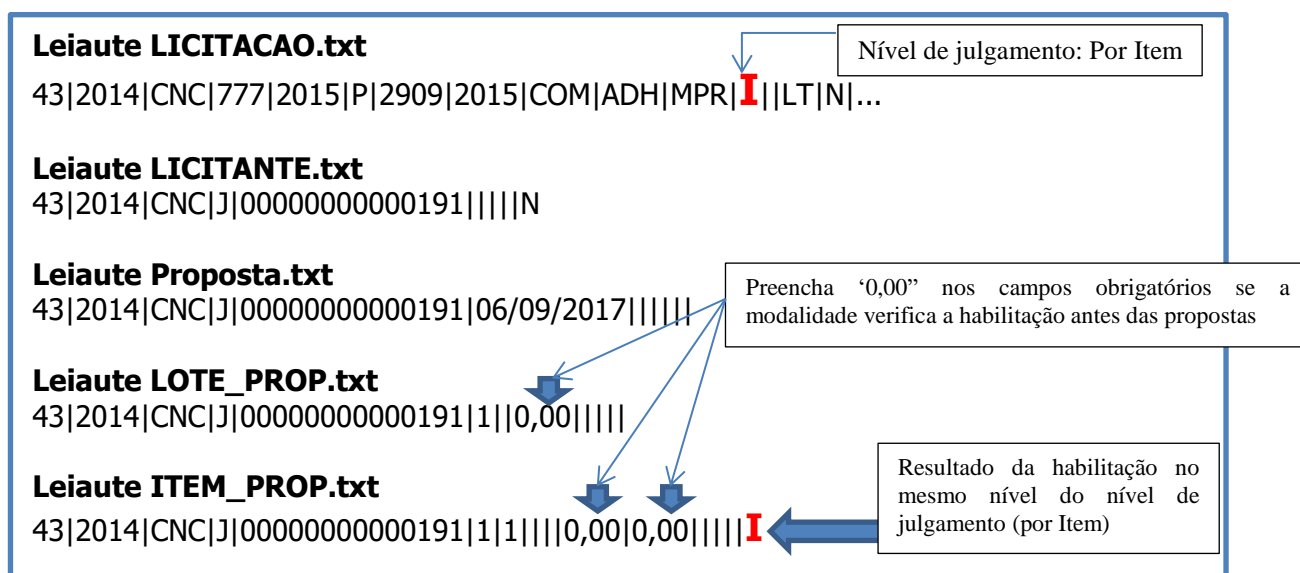 Leiaute LICITACAO.txt
Nível de julgamento: Por Item
43|2014|CNC|777|2015|P|2909|2015|COM|ADH|MPR|I||LT|N|...
Leiaute LICITANTE.txt
43|2014|CNC|J|00000000000191|||||N
Leiaute Proposta.txt
43|2014|CNC|J|00000000000191|06/09/2017||||||
Preencha ‘0,00” nos campos obrigatórios se a
modalidade verifica a habilitação antes das propostas
Leiaute LOTE_PROP.txt
43|2014|CNC|J|00000000000191|1||0,00|||||
Leiaute ITEM_PROP.txt
43|2014|CNC|J|00000000000191|1|1||||0,00|0,00|||||I
Resultado da habilitação no
mesmo nível do nível de
julgamento (por Item)